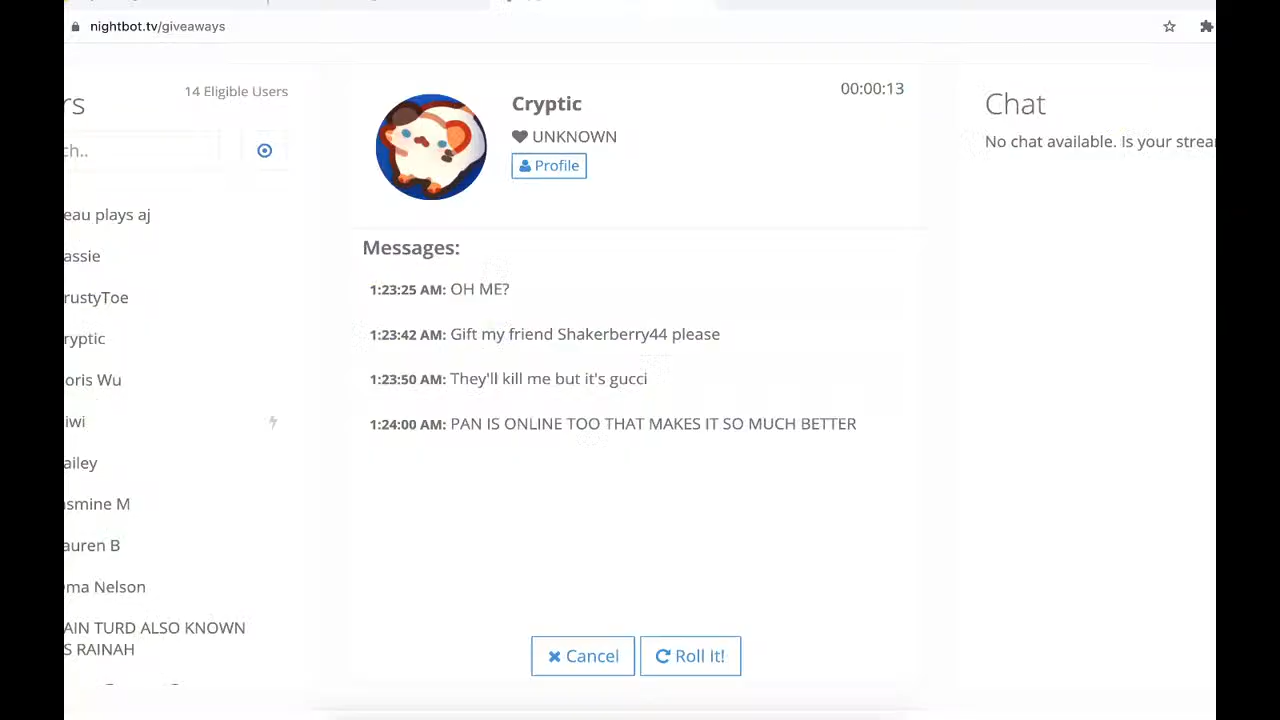 nightbot.tv/giveaways
rs
14 Eligible Users
ch..
eau plays aj
assie
rustyToe
ryptic
oris Wu
iwi
ailey
asmine M
auren B
ma Nelson
AIN TURD ALSO KNOWN
S RAINAH
00:00:13
Cryptic
UNKNOWN
Profile
Messages:
1:23:25 AM: OH ME?
1:23:42 AM: Gift my friend Shakerberry44 please
1:23:50 AM: They'll kill me but it's gucci
1:24:00 AM: PAN IS ONLINE TOO THAT MAKES IT SO MUCH BETTER
Cancel
Roll it!
Chat
No chat available. Is your strea